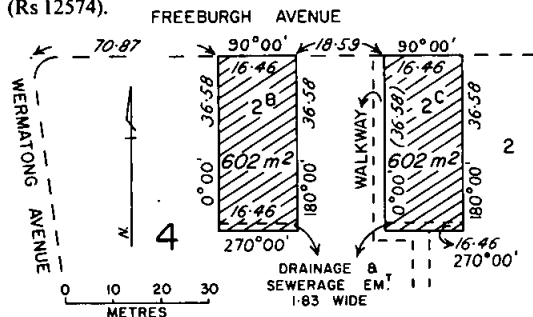 (Rs 12574).
FREEBURGH AVENUE
70·87
90°00'
18·59
90°00'
16·46
16·46
WERMATONG AVENUE
36·58
2B
36·58
WALKWAY
(36·58)
2C
36·58
2
602 m2
602 m2
0°00'
180°00'
0°00'
180°00'
N.
4
16·46
270°00'
16·46
270°00'
DRAINAGE &
SEWERAGE EMT.
1·83 WIDE
0 10 20 30
METRES